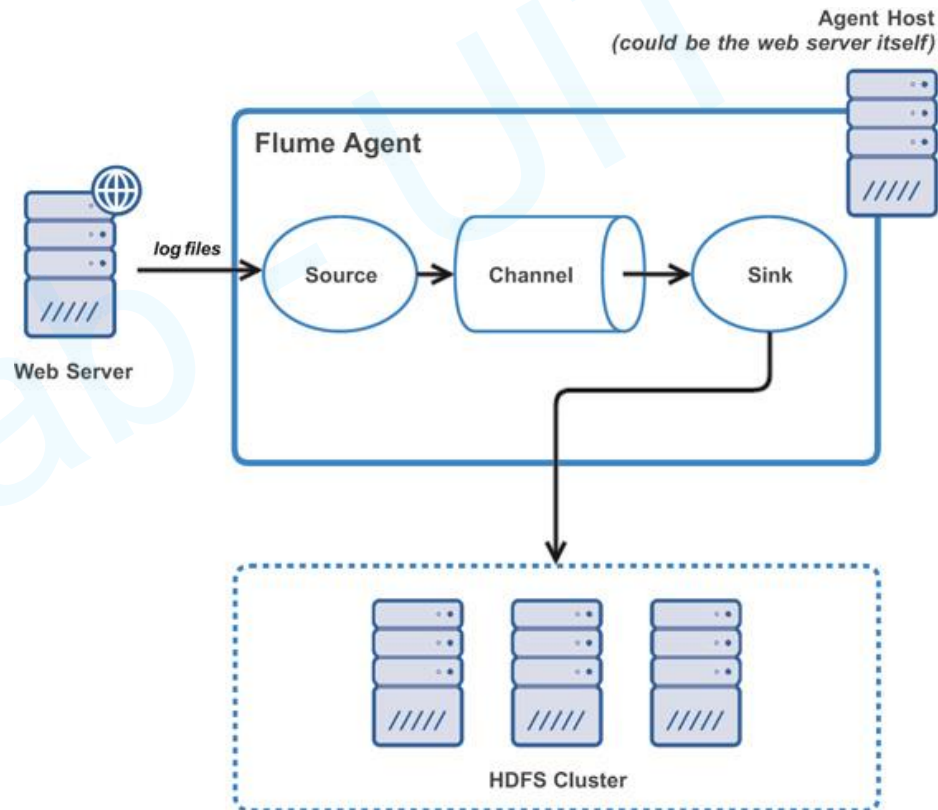 Agent Host
(could be the web server itself)
Flume Agent
log files
Source
Channel
Sink
Web Server
HDFS Cluster